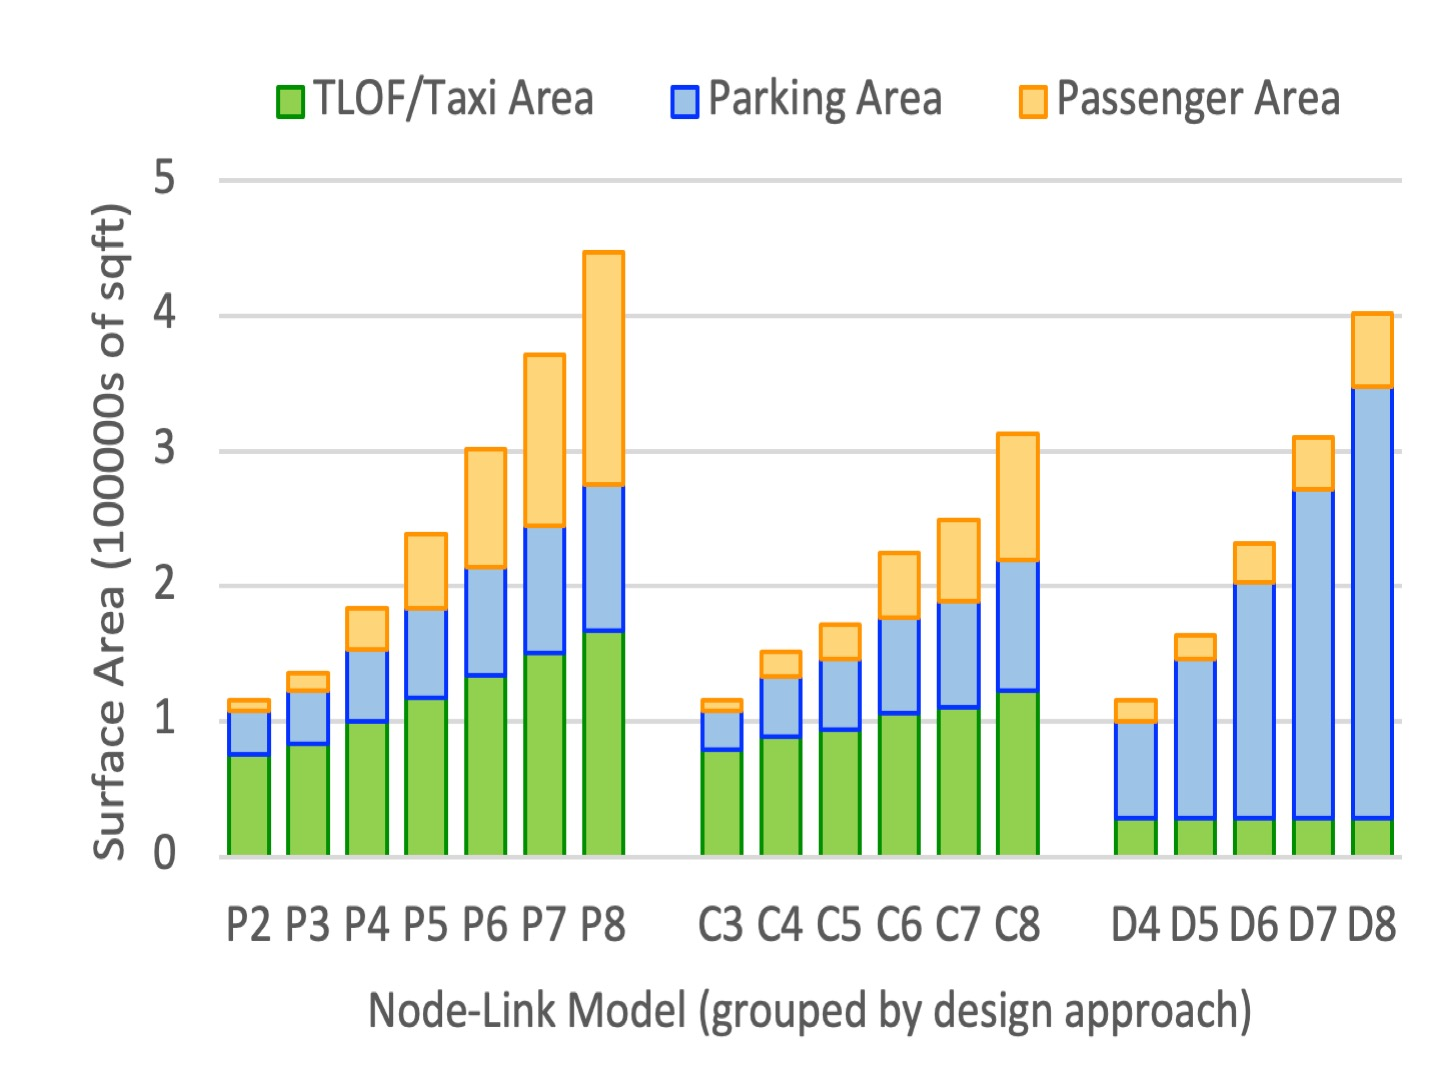 TLOF/Taxi Area Parking Area Passenger Area
5
4
3
2
1
0
Surface Area (100000s of sqft)
P2 P3 P4 P5 P6 P7 P8 C3 C4 C5 C6 C7 C8 D4 D5 D6 D7 D8
Node-Link Model (grouped by design approach)